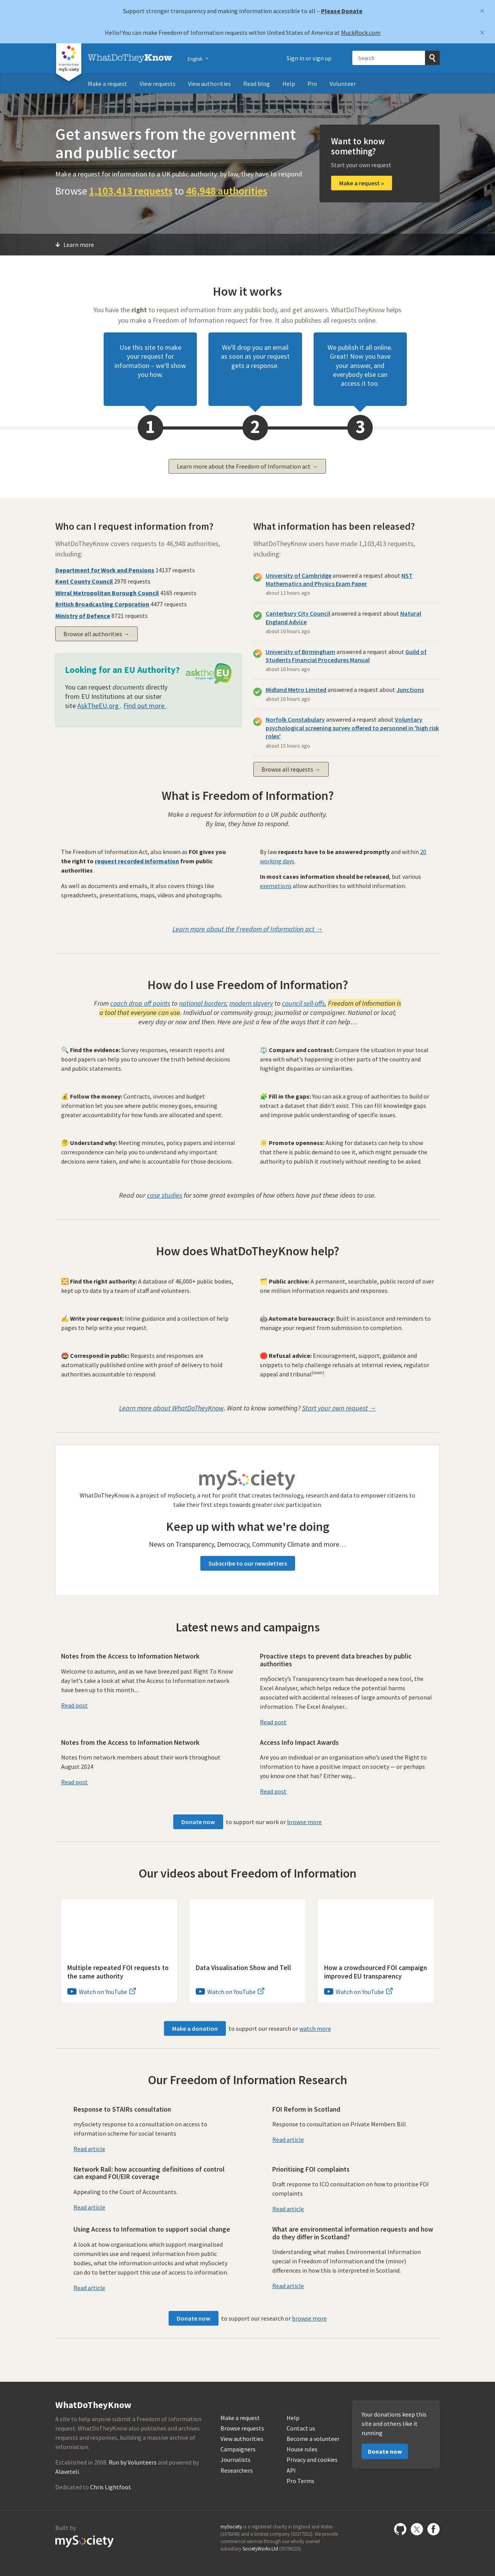 Support stronger transparency and making information accessible to all – Please Donate
×
Hello! You can make Freedom of Information requests within United States of America at MuckRock.com
×
A service from mySociety
WhatDoTheyKnow
English
Sign in or sign up
Search
Make a request
View requests
View authorities
Read blog
Help
Pro
Volunteer
Get answers from the government
and public sector
Make a request for information to a UK public authority: by law, they have to respond
Browse 1,103,413 requests to 46,948 authorities
Want to know
something?
Start your own request
Make a request »
↓ Learn more
How it works
You have the right to request information from any public body, and get answers. WhatDoTheyKnow helps
you make a Freedom of Information request for free. It also publishes all requests online.
Use this site to make
your request for
information – we'll show
you how.
We'll drop you an email
as soon as your request
gets a response.
We publish it all online.
Great! Now you have
your answer, and
everybody else can
access it too.
1
2
3
Learn more about the Freedom of Information act →
Who can I request information from?
WhatDoTheyKnow covers requests to 46,948 authorities,
including:
Department for Work and Pensions 14137 requests
Kent County Council 2970 requests
Wirral Metropolitan Borough Council 4165 requests
British Broadcasting Corporation 4477 requests
Ministry of Defence 8721 requests
Browse all authorities →
Looking for an EU Authority?
asktheEU
You can request documents directly
from EU Institutions at our sister
site AskTheEU.org . Find out more .
What information has been released?
WhatDoTheyKnow users have made 1,103,413 requests,
including:
University of Cambridge answered a request about NST
Mathematics and Physics Exam Paper
about 12 hours ago
Canterbury City Council answered a request about Natural
England Advice
about 16 hours ago
University of Birmingham answered a request about Guild of
Students Financial Procedures Manual
about 16 hours ago
Midland Metro Limited answered a request about Junctions
about 16 hours ago
Norfolk Constabulary answered a request about Voluntary
psychological screening survey offered to personnel in 'high risk
roles'
about 15 hours ago
Browse all requests →
What is Freedom of Information?
Make a request for information to a UK public authority.
By law, they have to respond.
The Freedom of Information Act, also known as FOI gives you
the right to request recorded information from public
authorities.
As well as documents and emails, it also covers things like
spreadsheets, presentations, maps, videos and photographs.
By law requests have to be answered promptly and within 20
working days.
In most cases information should be released, but various
exemptions allow authorities to withhold information.
Learn more about the Freedom of Information act →
How do I use Freedom of Information?
From coach drop off points to national borders; modern slavery to council sell-offs, Freedom of Information is
a tool that everyone can use. Individual or community group; journalist or campaigner. National or local;
every day or now and then. Here are just a few of the ways that it can help…
🔍 Find the evidence: Survey responses, research reports and
board papers can help you to uncover the truth behind decisions
and public statements.
⚖️ Compare and contrast: Compare the situation in your local
area with what's happening in other parts of the country and
highlight disparities or similarities.
💰 Follow the money: Contracts, invoices and budget
information let you see where public money goes, ensuring
greater accountability for how funds are allocated and spent.
🧩 Fill in the gaps: You can ask a group of authorities to build or
extract a dataset that didn't exist. This can fill knowledge gaps
and improve public understanding of specific issues.
🤔 Understand why: Meeting minutes, policy papers and internal
correspondence can help you to understand how important
decisions were taken, and who is accountable for those decisions.
☀️ Promote openness: Asking for datasets can help to show
that there is public demand to see it, which might persuade the
authority to publish it routinely without needing to be asked.
Read our case studies for some great examples of how others have put these ideas to use.
How does WhatDoTheyKnow help?
🔀 Find the right authority: A database of 46,000+ public bodies,
kept up to date by a team of staff and volunteers.
🗂️ Public archive: A permanent, searchable, public record of over
one million information requests and responses.
✍️ Write your request: Inline guidance and a collection of help
pages to help write your request.
🤖 Automate bureaucracy: Built in assistance and reminders to
manage your request from submission to completion.
📮 Correspond in public: Requests and responses are
automatically published online with proof of delivery to hold
authorities accountable to respond.
🛑 Refusal advice: Encouragement, support, guidance and
snippets to help challenge refusals at internal review, regulator
appeal and tribunal[soon].
Learn more about WhatDoTheyKnow. Want to know something? Start your own request →
mySociety
WhatDoTheyKnow is a project of mySociety, a not for profit that creates technology, research and data to empower citizens to
take their first steps towards greater civic participation.
Keep up with what we're doing
News on Transparency, Democracy, Community Climate and more…
Subscribe to our newsletters
Latest news and campaigns
Notes from the Access to Information Network
Welcome to autumn, and as we have breezed past Right To Know
day let's take a look at what the Access to Information network
have been up to this month....
Read post
Proactive steps to prevent data breaches by public
authorities
mySociety's Transparency team has developed a new tool, the
Excel Analyser, which helps reduce the potential harms
associated with accidental releases of large amounts of personal
information. The Excel Analyser...
Read post
Notes from the Access to Information Network
Notes from network members about their work throughout
August 2024
Read post
Access Info Impact Awards
Are you an individual or an organisation who's used the Right to
Information to have a positive impact on society — or perhaps
you know one that has? Either way,...
Read post
Donate now to support our work or browse more
Our videos about Freedom of Information
Multiple repeated FOI requests to
the same authority
Watch on YouTube
Data Visualisation Show and Tell
Watch on YouTube
How a crowdsourced FOI campaign
improved EU transparency
Watch on YouTube
Make a donation to support our research or watch more
Our Freedom of Information Research
Response to STAIRs consultation
mySociety response to a consultation on access to
information scheme for social tenants
Read article
FOI Reform in Scotland
Response to consultation on Private Members Bill
Read article
Network Rail: how accounting definitions of control
can expand FOI/EIR coverage
Appealing to the Court of Accountants.
Read article
Prioritising FOI complaints
Draft response to ICO consultation on how to prioritise FOI
complaints
Read article
Using Access to Information to support social change
A look at how organisations which support marginalised
communities use and request information from public
bodies, what the information unlocks and what mySociety
can do to better support this use of access to information.
Read article
What are environmental information requests and how
do they differ in Scotland?
Understanding what makes Environmental Information
special in Freedom of Information and the (minor)
differences in how this is interpreted in Scotland.
Read article
Donate now to support our research or browse more
WhatDoTheyKnow
A site to help anyone submit a Freedom of Information
request. WhatDoTheyKnow also publishes and archives
requests and responses, building a massive archive of
information.
Established in 2008. Run by Volunteers and powered by
Alaveteli.
Dedicated to Chris Lightfoot.
Make a request
Browse requests
View authorities
Campaigners
Journalists
Researchers
Help
Contact us
Become a volunteer
House rules
Privacy and cookies
API
Pro Terms
Your donations keep this
site and others like it
running
Donate now
Built by
mySociety
mySociety is a registered charity in England and Wales
(1076346) and a limited company (03277032). We provide
commercial services through our wholly owned
subsidiary SocietyWorks Ltd (05798215).